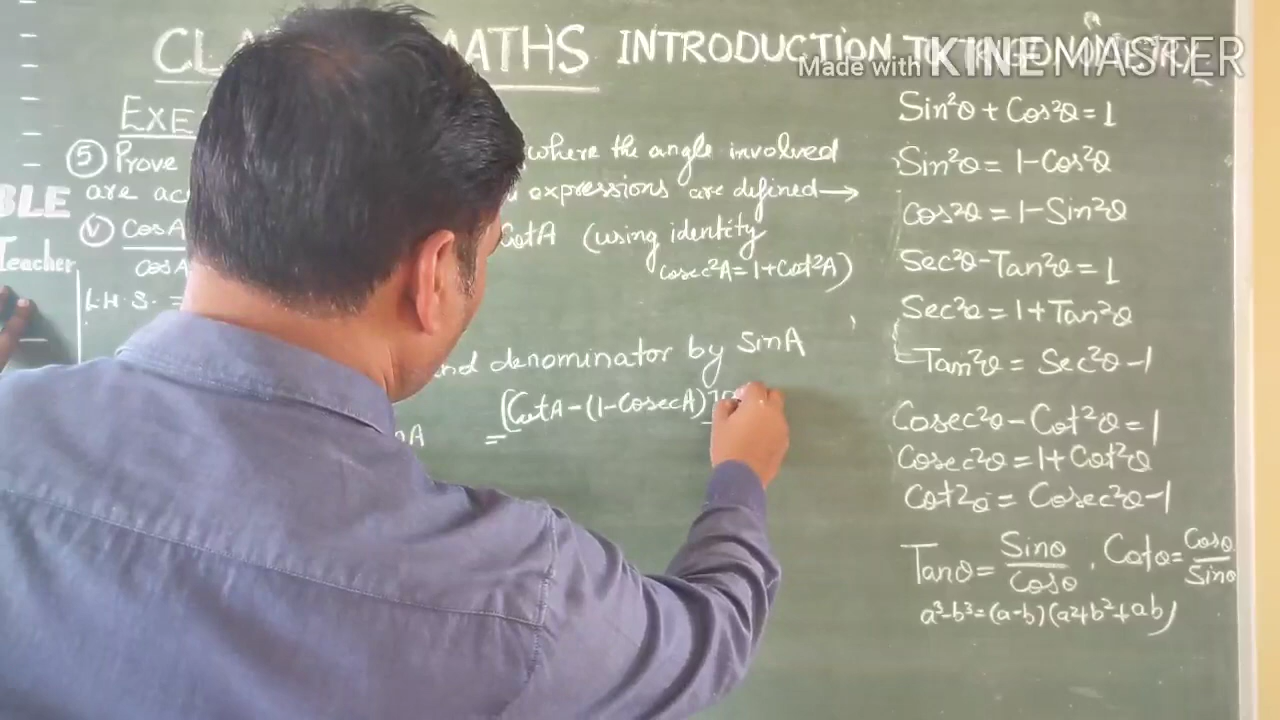 MATHS INTRODUCTION TO
Made with KINEMASTER
EXE
⑤ Prove where the angle involved
are expressions are defined→
Ⓥ CosA CotA (using identity
cosA cosec²A=1+Cot²A)
BLE
Teacher
L.H.S. =
and denominator by sinA
= [CotA-(1-CosecA)]
Sin²θ+Cos²θ=1
Sin²θ=1-Cos²θ
Cos²θ=1-Sin²θ
Sec²θ-Tan²θ=1
Sec²θ=1+Tan²θ
Tan²θ=Sec²θ-1
Cosec²θ-Cot²θ=1
Cosec²θ=1+Cot²θ
Cot²θ=Cosec²θ-1
Tanθ=Sinθ/Cosθ, Cotθ=Cosθ/Sinθ
a³-b³=(a-b)(a²+b²+ab)